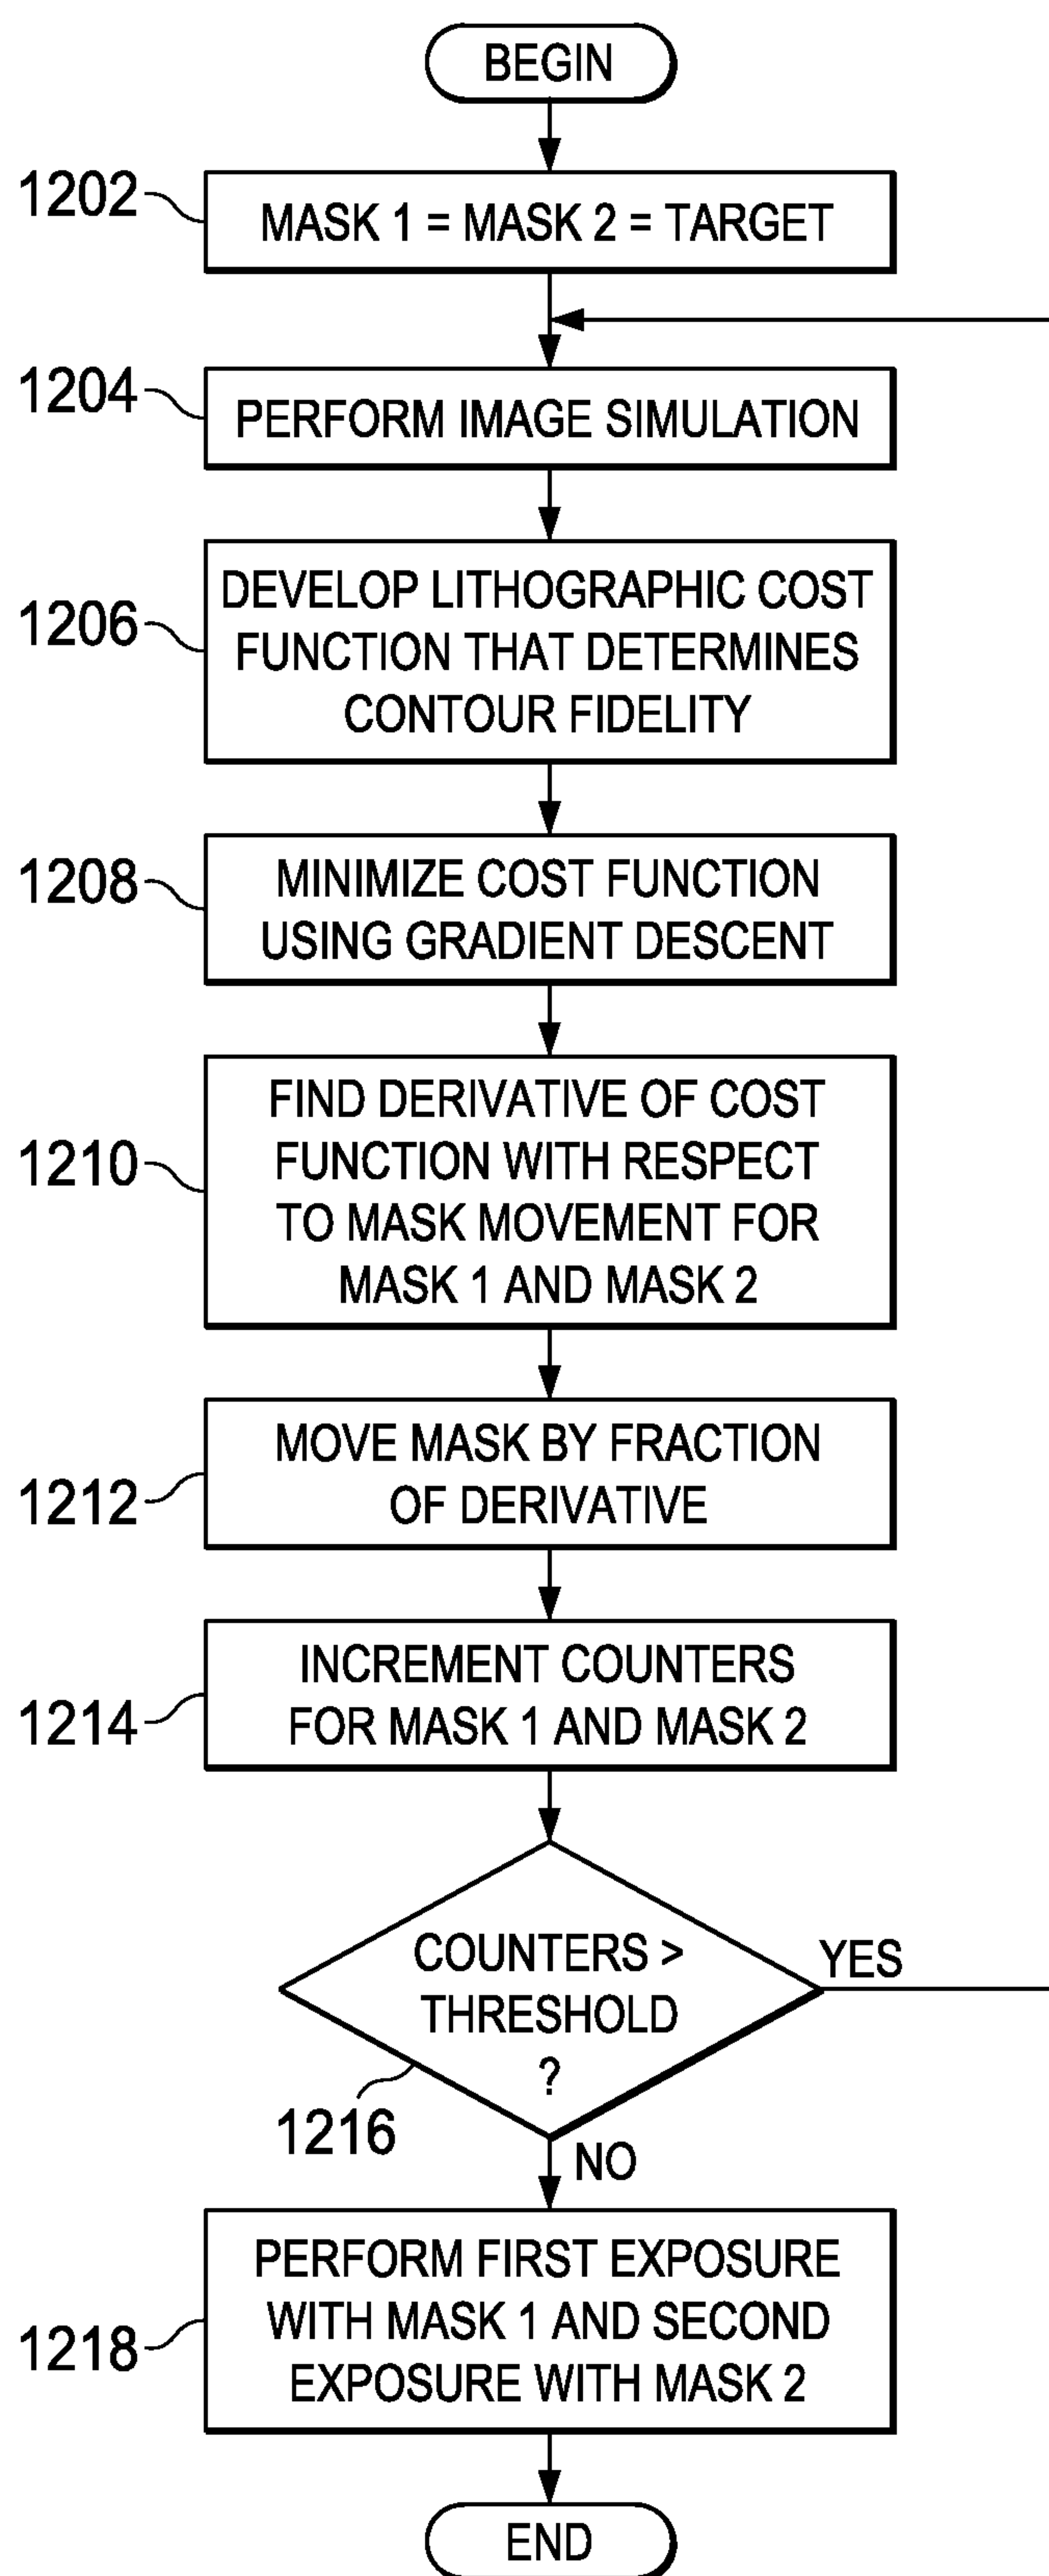 BEGIN
1202
MASK 1 = MASK 2 = TARGET
1204
PERFORM IMAGE SIMULATION
1206
DEVELOP LITHOGRAPHIC COST
FUNCTION THAT DETERMINES
CONTOUR FIDELITY
1208
MINIMIZE COST FUNCTION
USING GRADIENT DESCENT
1210
FIND DERIVATIVE OF COST
FUNCTION WITH RESPECT
TO MASK MOVEMENT FOR
MASK 1 AND MASK 2
1212
MOVE MASK BY FRACTION
OF DERIVATIVE
1214
INCREMENT COUNTERS
FOR MASK 1 AND MASK 2
COUNTERS >
THRESHOLD
?
YES
1216
NO
1218
PERFORM FIRST EXPOSURE
WITH MASK 1 AND SECOND
EXPOSURE WITH MASK 2
END